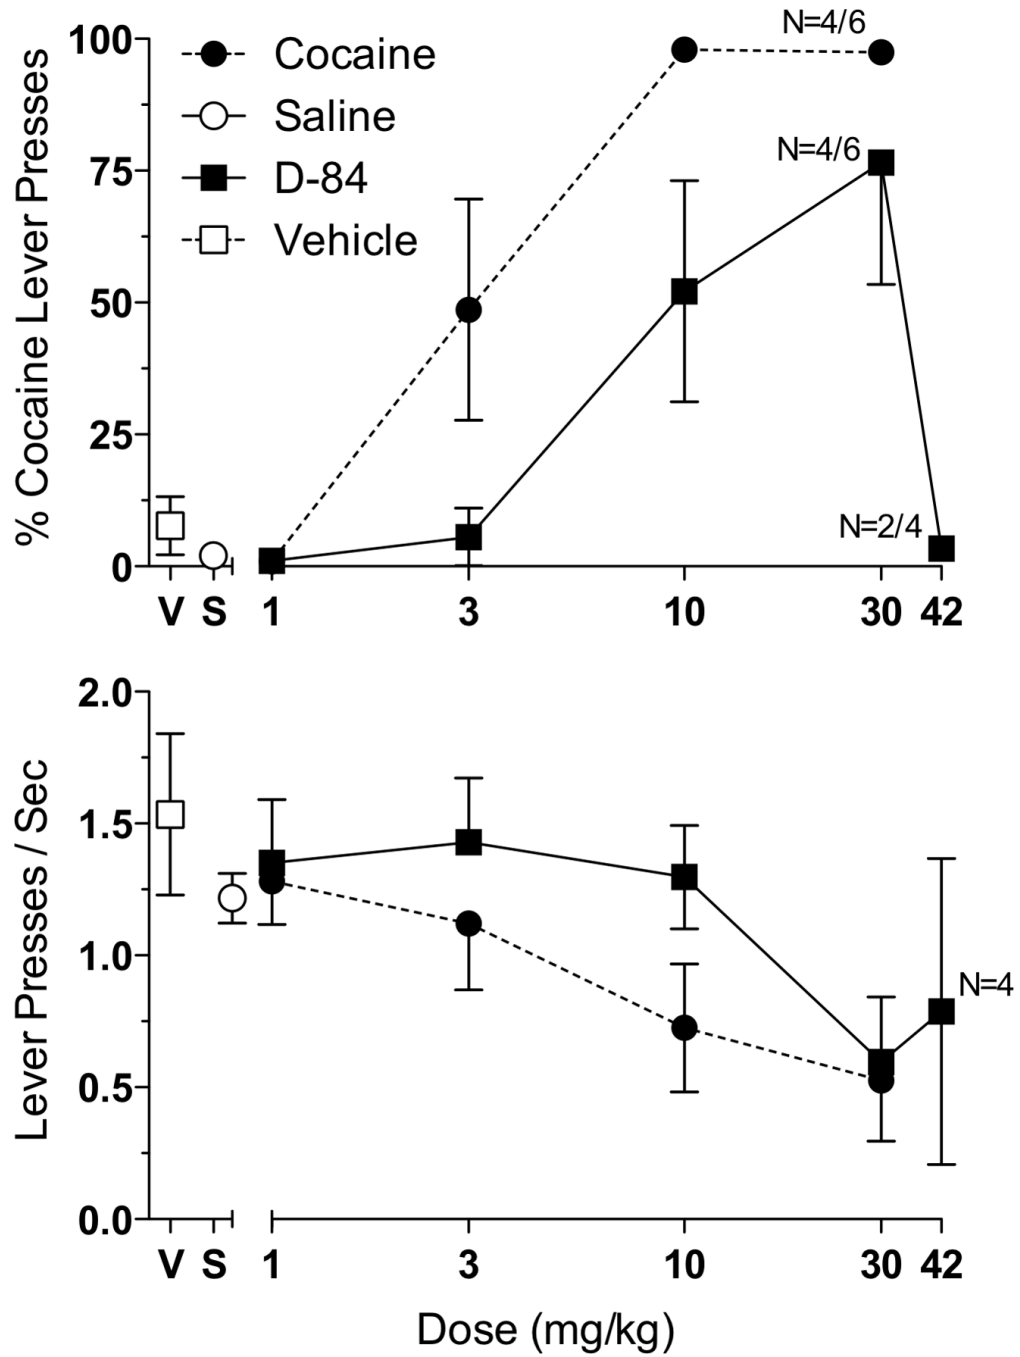 % Cocaine Lever Presses
100
75
50
25
0
Cocaine
Saline
D-84
Vehicle
N=4/6
N=4/6
N=2/4
V S 1 3 10 30 42
Lever Presses / Sec
2.0
1.5
1.0
0.5
0.0
N=4
V S 1 3 10 30 42
Dose (mg/kg)